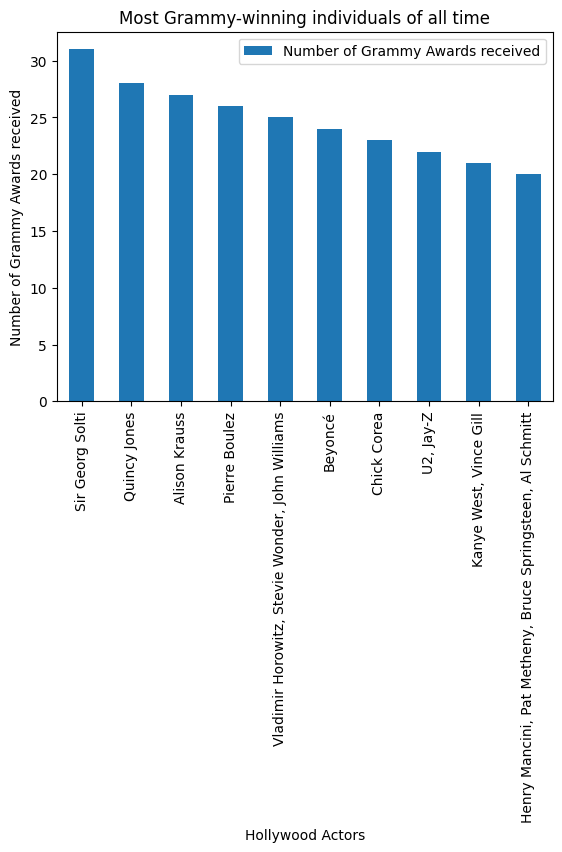 Most Grammy-winning individuals of all time
Number of Grammy Awards received
Number of Grammy Awards received
30
25
20
15
10
5
0
Sir Georg Solti
Quincy Jones
Alison Krauss
Pierre Boulez
Vladimir Horowitz, Stevie Wonder, John Williams
Beyoncé
Chick Corea
U2, Jay-Z
Kanye West, Vince Gill
Henry Mancini, Pat Metheny, Bruce Springsteen, Al Schmitt
Hollywood Actors